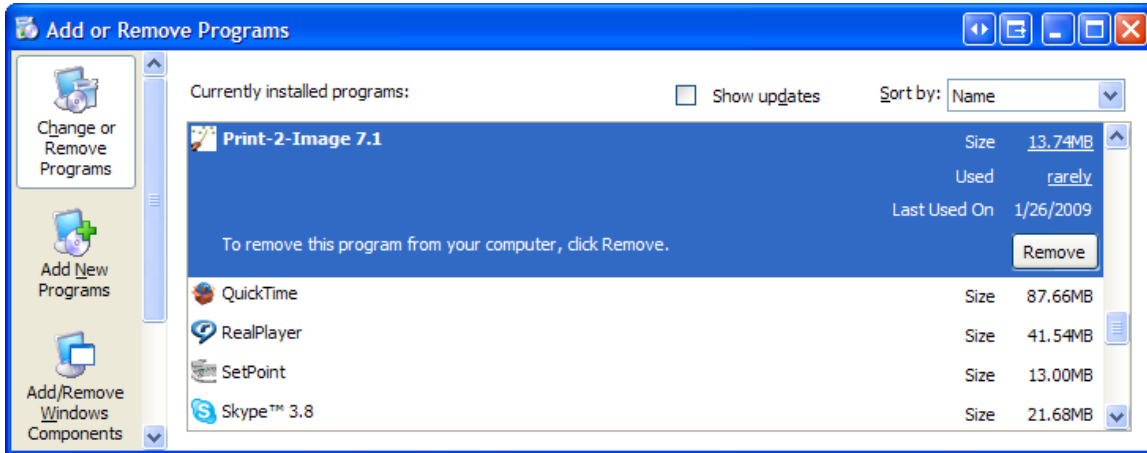 Add or Remove Programs
Change or
Remove
Programs
Add New
Programs
Add/Remove
Windows
Components
Currently installed programs:
Show updates
Sort by: Name
Print-2-Image 7.1
Size 13.74MB
Used rarely
Last Used On 1/26/2009
To remove this program from your computer, click Remove.
Remove
QuickTime Size 87.66MB
RealPlayer Size 41.54MB
SetPoint Size 13.00MB
Skype™ 3.8 Size 21.68MB